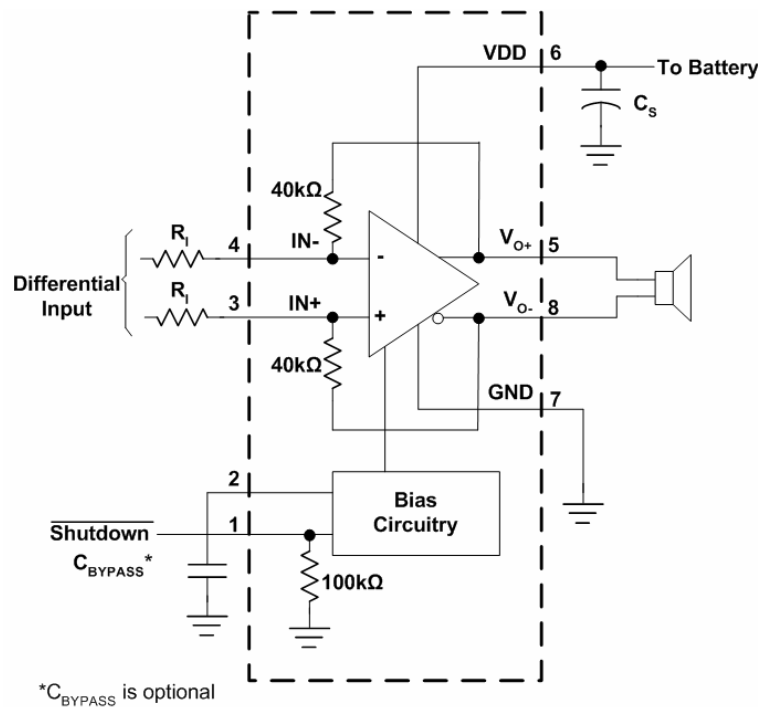 VDD 6
To Battery
C_S
40kΩ
R_I 4 IN-
V_O+ 5
-
Differential
Input
R_I 3 IN+
+
V_O- 8
40kΩ
GND 7
2
Bias
Circuitry
Shutdown 1
C_BYPASS*
100kΩ
*C_BYPASS is optional